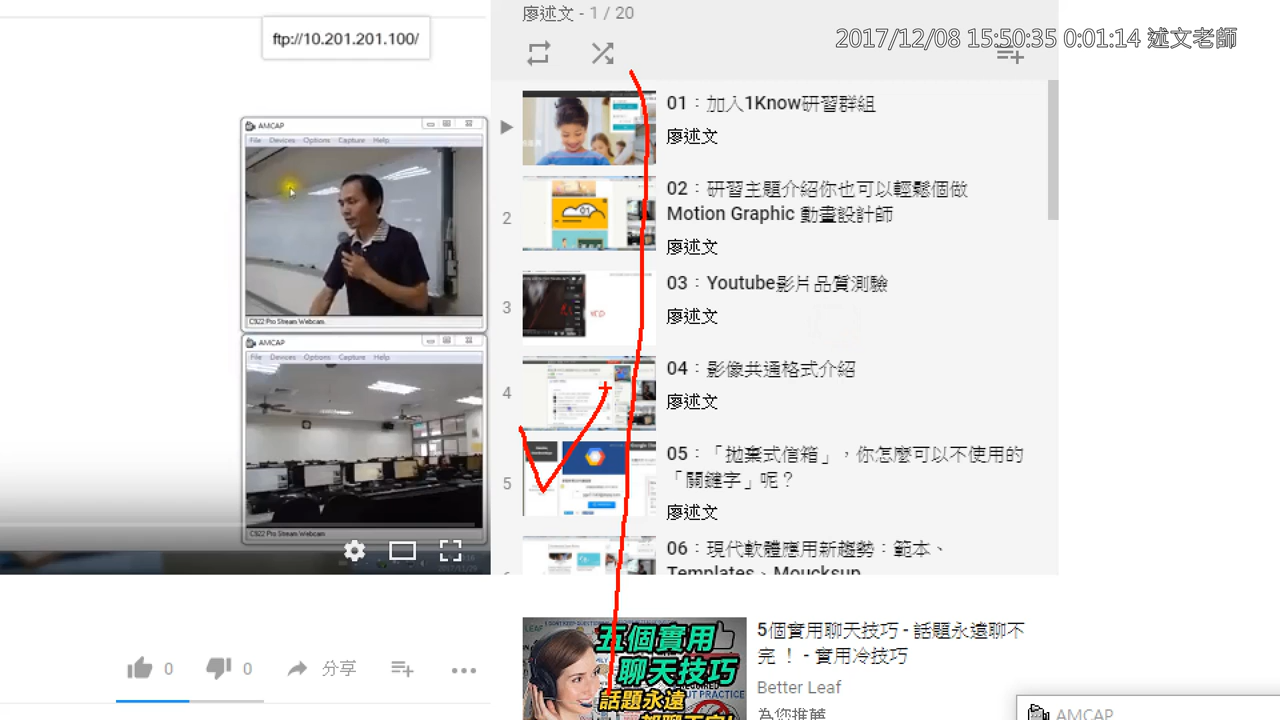 ftp://10.201.201.100/
AMCAP
File Devices Options Capture Help
C922 Pro Stream Webcam
AMCAP
File Devices Options Capture Help
C922 Pro Stream Webcam
0
0
分享
廖述文 - 1 / 20
2017/12/08 15:50:35 0:01:14 述文老師
01：加入1Know研習群組
廖述文
2
02：研習主題介紹你也可以輕鬆個做
Motion Graphic 動畫設計師
廖述文
3
03：Youtube影片品質測驗
廖述文
4
04：影像共通格式介紹
廖述文
5
05：「拋棄式信箱」，你怎麼可以不使用的
「關鍵字」呢？
廖述文
06：現代軟體應用新趨勢：範本、
Templates、Moucksup
五個實用
聊天技巧
話題永遠
都聊不完!
5個實用聊天技巧 - 話題永遠聊不
完 ！ - 實用冷技巧
Better Leaf
為您推薦
AMCAP